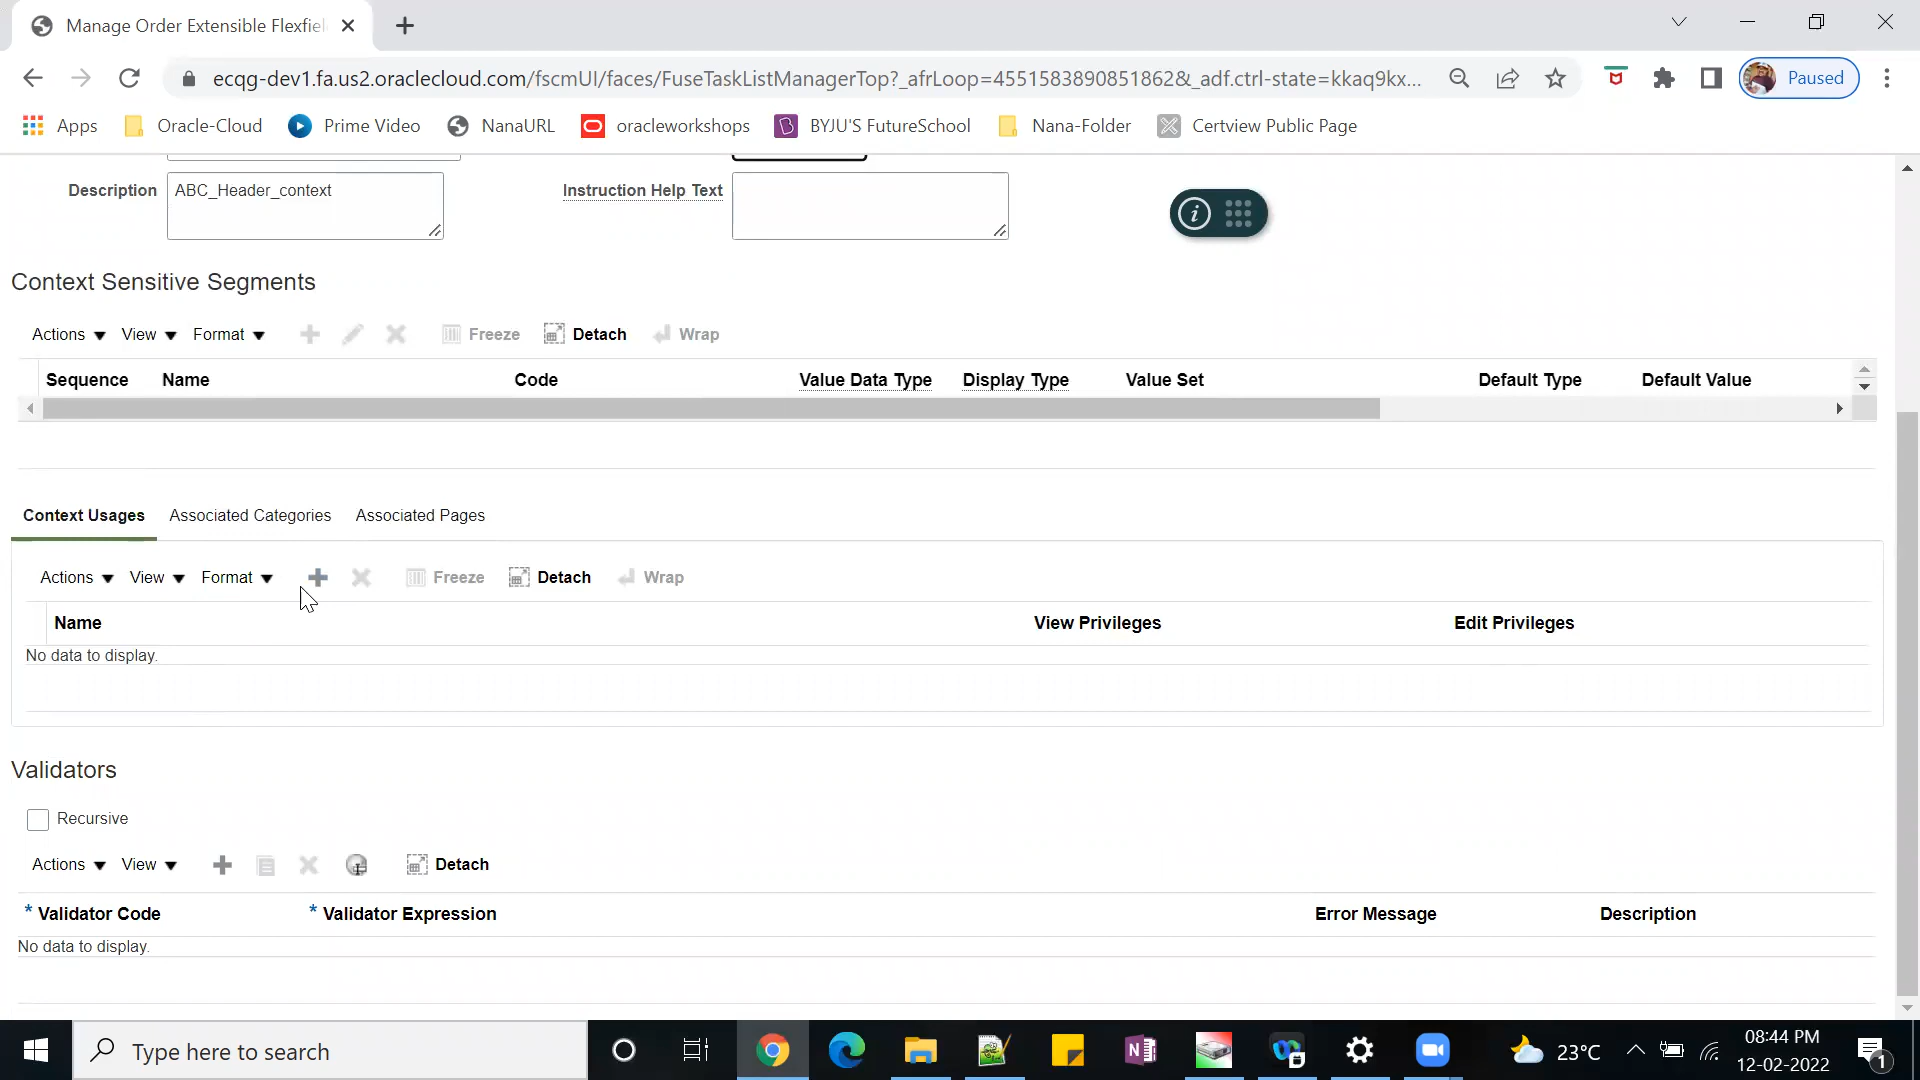 Manage Order Extensible Flexfiel
ecqg-dev1.fa.us2.oraclecloud.com/fscmUI/faces/FuseTaskListManagerTop?_afrLoop=4551583890851862&_adf.ctrl-state=kkaq9kx...
Paused
Apps
Oracle-Cloud
Prime Video
NanaURL
oracleworkshops
BYJU'S FutureSchool
Nana-Folder
Certview Public Page
Description
ABC_Header_context
Instruction Help Text
Context Sensitive Segments
Actions View Format Freeze Detach Wrap
Sequence Name Code Value Data Type Display Type Value Set Default Type Default Value
Context Usages Associated Categories Associated Pages
Actions View Format Freeze Detach Wrap
Name View Privileges Edit Privileges
No data to display.
Validators
Recursive
Actions View Detach
* Validator Code * Validator Expression Error Message Description
No data to display.
Type here to search
23°C
08:44 PM
12-02-2022
1